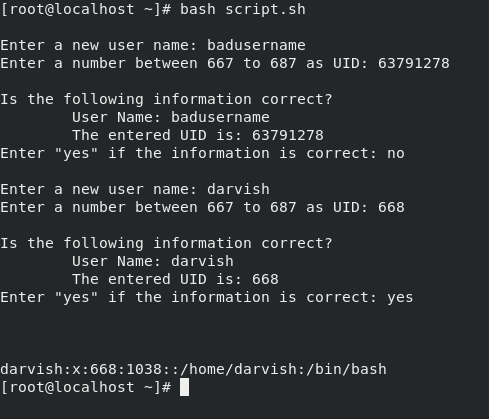 [root@localhost ~]# bash script.sh
Enter a new user name: badusername
Enter a number between 667 to 687 as UID: 63791278
Is the following information correct?
User Name: badusername
The entered UID is: 63791278
Enter "yes" if the information is correct: no
Enter a new user name: darvish
Enter a number between 667 to 687 as UID: 668
Is the following information correct?
User Name: darvish
The entered UID is: 668
Enter "yes" if the information is correct: yes
darvish:x:668:1038::/home/darvish:/bin/bash
[root@localhost ~]#